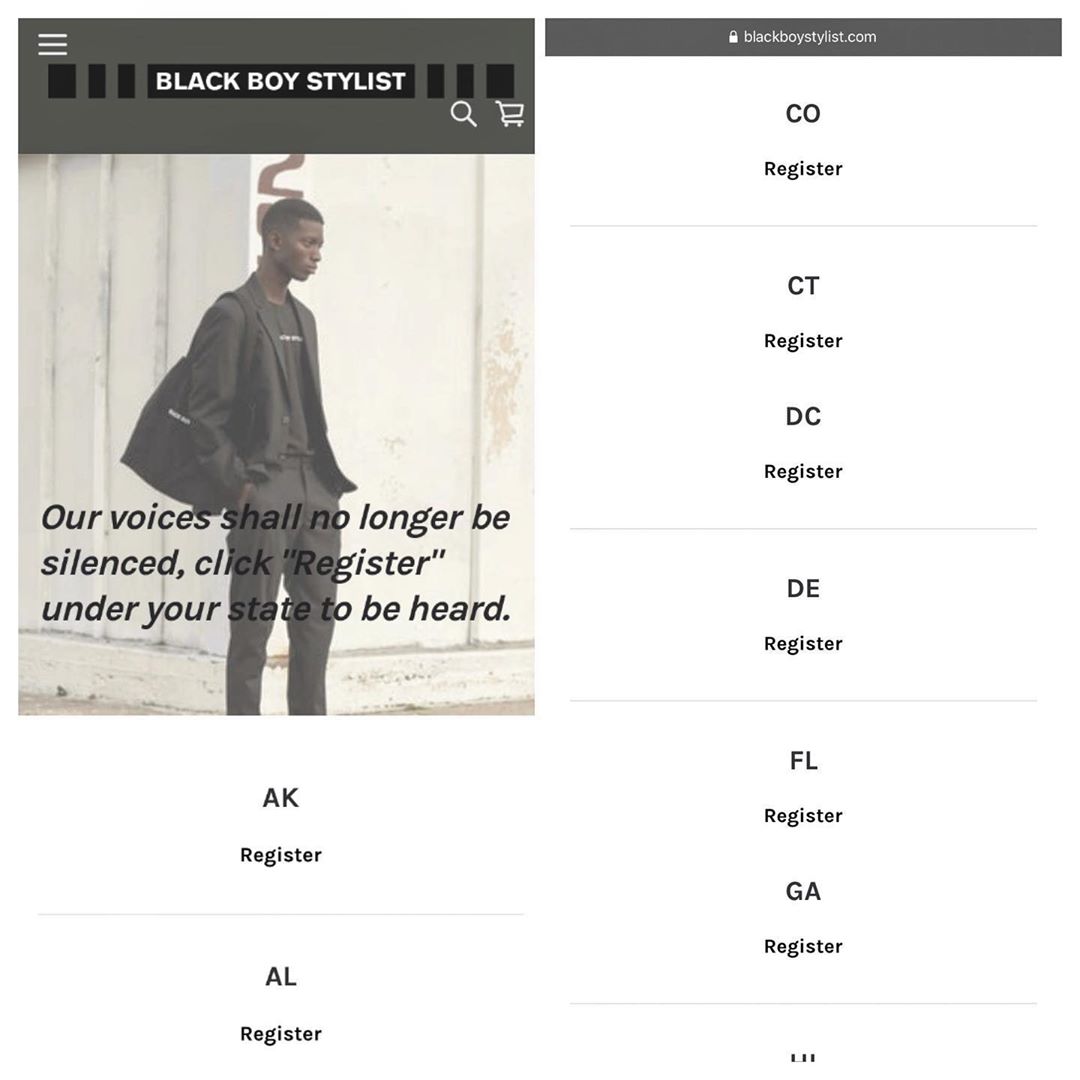 BLACK BOY STYLIST
Our voices shall no longer be
silenced, click "Register"
under your state to be heard.
AK
Register
AL
Register
blackboystylist.com
CO
Register
CT
Register
DC
Register
DE
Register
FL
Register
GA
Register